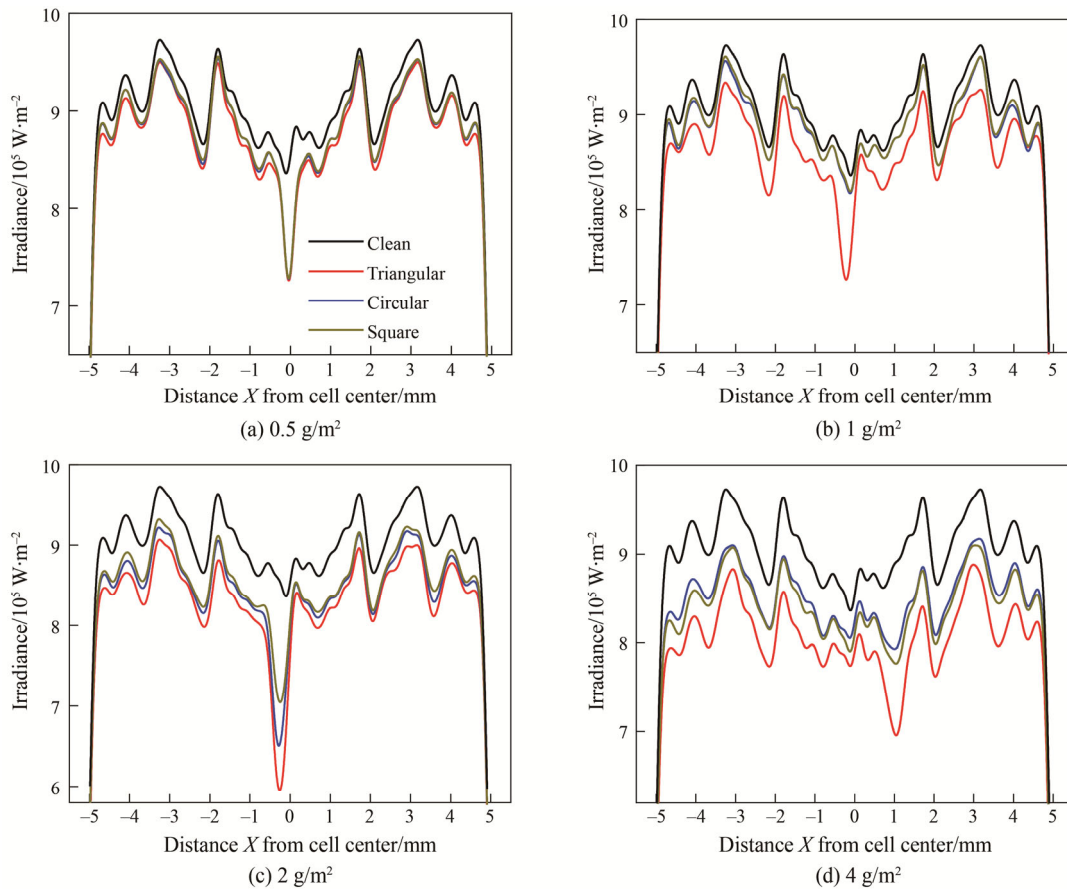 10
9
8
7
Irradiance/10⁵ W·m⁻²
Clean
Triangular
Circular
Square
–5 –4 –3 –2 –1 0 1 2 3 4 5
Distance X from cell center/mm
(a) 0.5 g/m²
10
9
8
7
Irradiance/10⁵ W·m⁻²
–5 –4 –3 –2 –1 0 1 2 3 4 5
Distance X from cell center/mm
(b) 1 g/m²
10
9
8
7
6
Irradiance/10⁵ W·m⁻²
–5 –4 –3 –2 –1 0 1 2 3 4 5
Distance X from cell center/mm
(c) 2 g/m²
10
9
8
7
Irradiance/10⁵ W·m⁻²
–5 –4 –3 –2 –1 0 1 2 3 4 5
Distance X from cell center/mm
(d) 4 g/m²